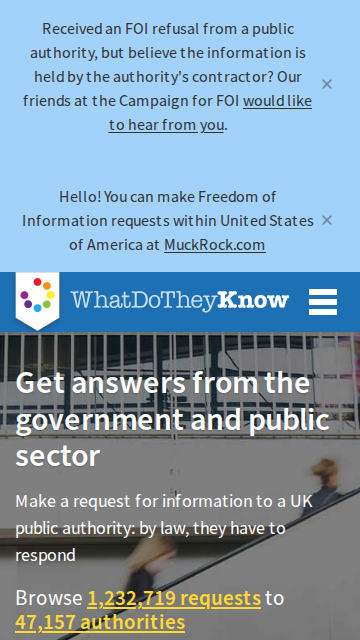 Received an FOI refusal from a public
authority, but believe the information is
held by the authority's contractor? Our
friends at the Campaign for FOI would like
to hear from you.
×
Hello! You can make Freedom of
Information requests within United States
of America at MuckRock.com
×
WhatDoTheyKnow
Get answers from the
government and public
sector
Make a request for information to a UK
public authority: by law, they have to
respond
Browse 1,232,719 requests to
47,157 authorities